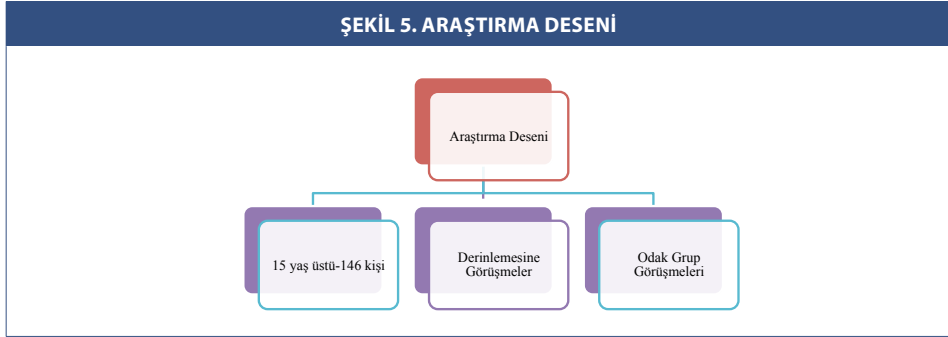 ŞEKİL 5. ARAŞTIRMA DESENİ
Araştırma Deseni
15 yaş üstü-146 kişi
Derinlemesine
Görüşmeler
Odak Grup
Görüşmeleri